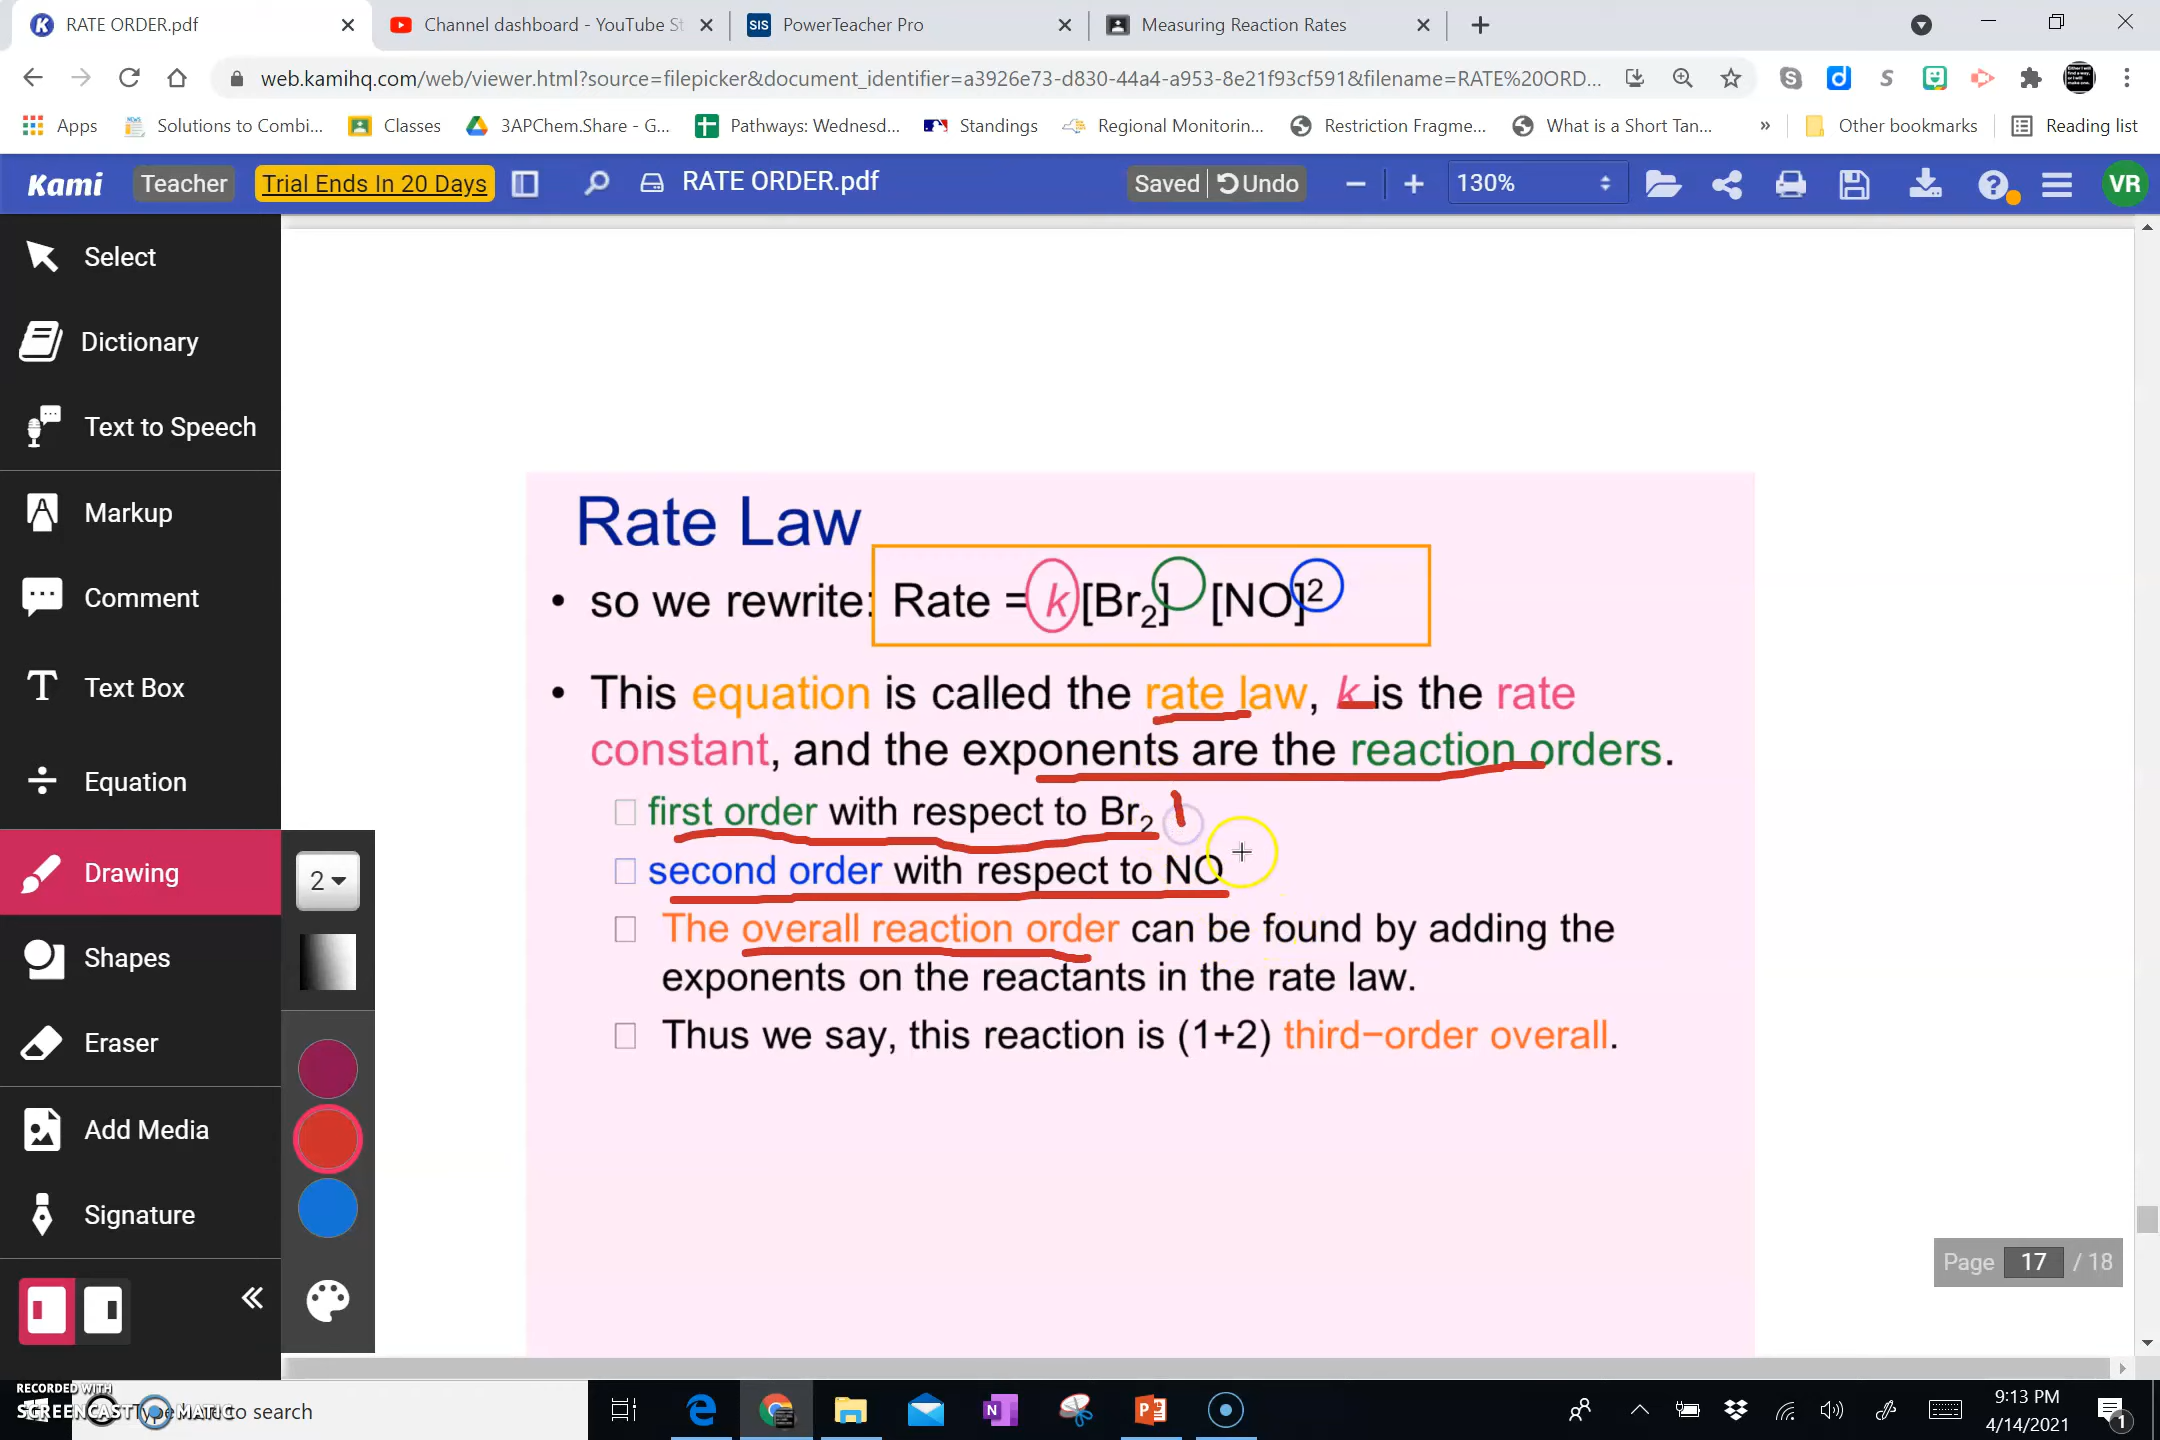 RATE ORDER.pdf
Channel dashboard - YouTube St
SIS PowerTeacher Pro
Measuring Reaction Rates
web.kamihq.com/web/viewer.html?source=filepicker&document_identifier=a3926e73-d830-44a4-a953-8e21f93cf591&filename=RATE%20ORD...
Apps
Solutions to Combi...
Classes
3APChem.Share - G...
Pathways: Wednesd...
Standings
Regional Monitorin...
Restriction Fragme...
What is a Short Tan...
»
Other bookmarks
Reading list
Kami
Teacher
Trial Ends In 20 Days
RATE ORDER.pdf
Saved
Undo
130%
VR
Select
Dictionary
Text to Speech
Markup
Comment
Text Box
Equation
Drawing
Shapes
Eraser
Add Media
Signature
2
Rate Law
• so we rewrite: Rate = k [Br₂] [NO]²
• This equation is called the rate law, k is the rate
constant, and the exponents are the reaction orders.
first order with respect to Br₂ 1
second order with respect to NO
The overall reaction order can be found by adding the
exponents on the reactants in the rate law.
Thus we say, this reaction is (1+2) third−order overall.
Page 17 / 18
RECORDED WITH
SCREENCAST MATIC
to search
9:13 PM
4/14/2021
1